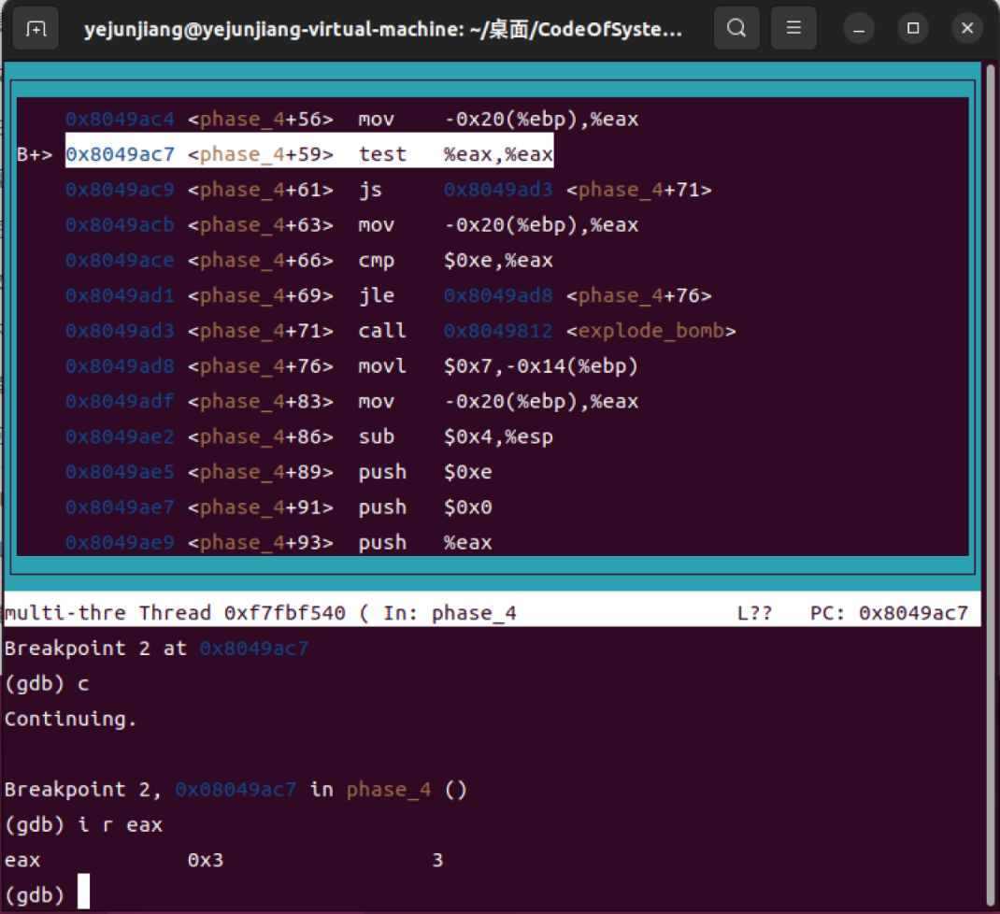 yejunjiang@yejunjiang-virtual-machine: ~/桌面/CodeOfSyste...
0x8049ac4 <phase_4+56> mov -0x20(%ebp),%eax
B+> 0x8049ac7 <phase_4+59> test %eax,%eax
0x8049ac9 <phase_4+61> js 0x8049ad3 <phase_4+71>
0x8049acb <phase_4+63> mov -0x20(%ebp),%eax
0x8049ace <phase_4+66> cmp $0xe,%eax
0x8049ad1 <phase_4+69> jle 0x8049ad8 <phase_4+76>
0x8049ad3 <phase_4+71> call 0x8049812 <explode_bomb>
0x8049ad8 <phase_4+76> movl $0x7,-0x14(%ebp)
0x8049adf <phase_4+83> mov -0x20(%ebp),%eax
0x8049ae2 <phase_4+86> sub $0x4,%esp
0x8049ae5 <phase_4+89> push $0xe
0x8049ae7 <phase_4+91> push $0x0
0x8049ae9 <phase_4+93> push %eax
multi-thre Thread 0xf7fbf540 ( In: phase_4 L?? PC: 0x8049ac7
Breakpoint 2 at 0x8049ac7
(gdb) c
Continuing.
Breakpoint 2, 0x08049ac7 in phase_4 ()
(gdb) i r eax
eax 0x3 3
(gdb)